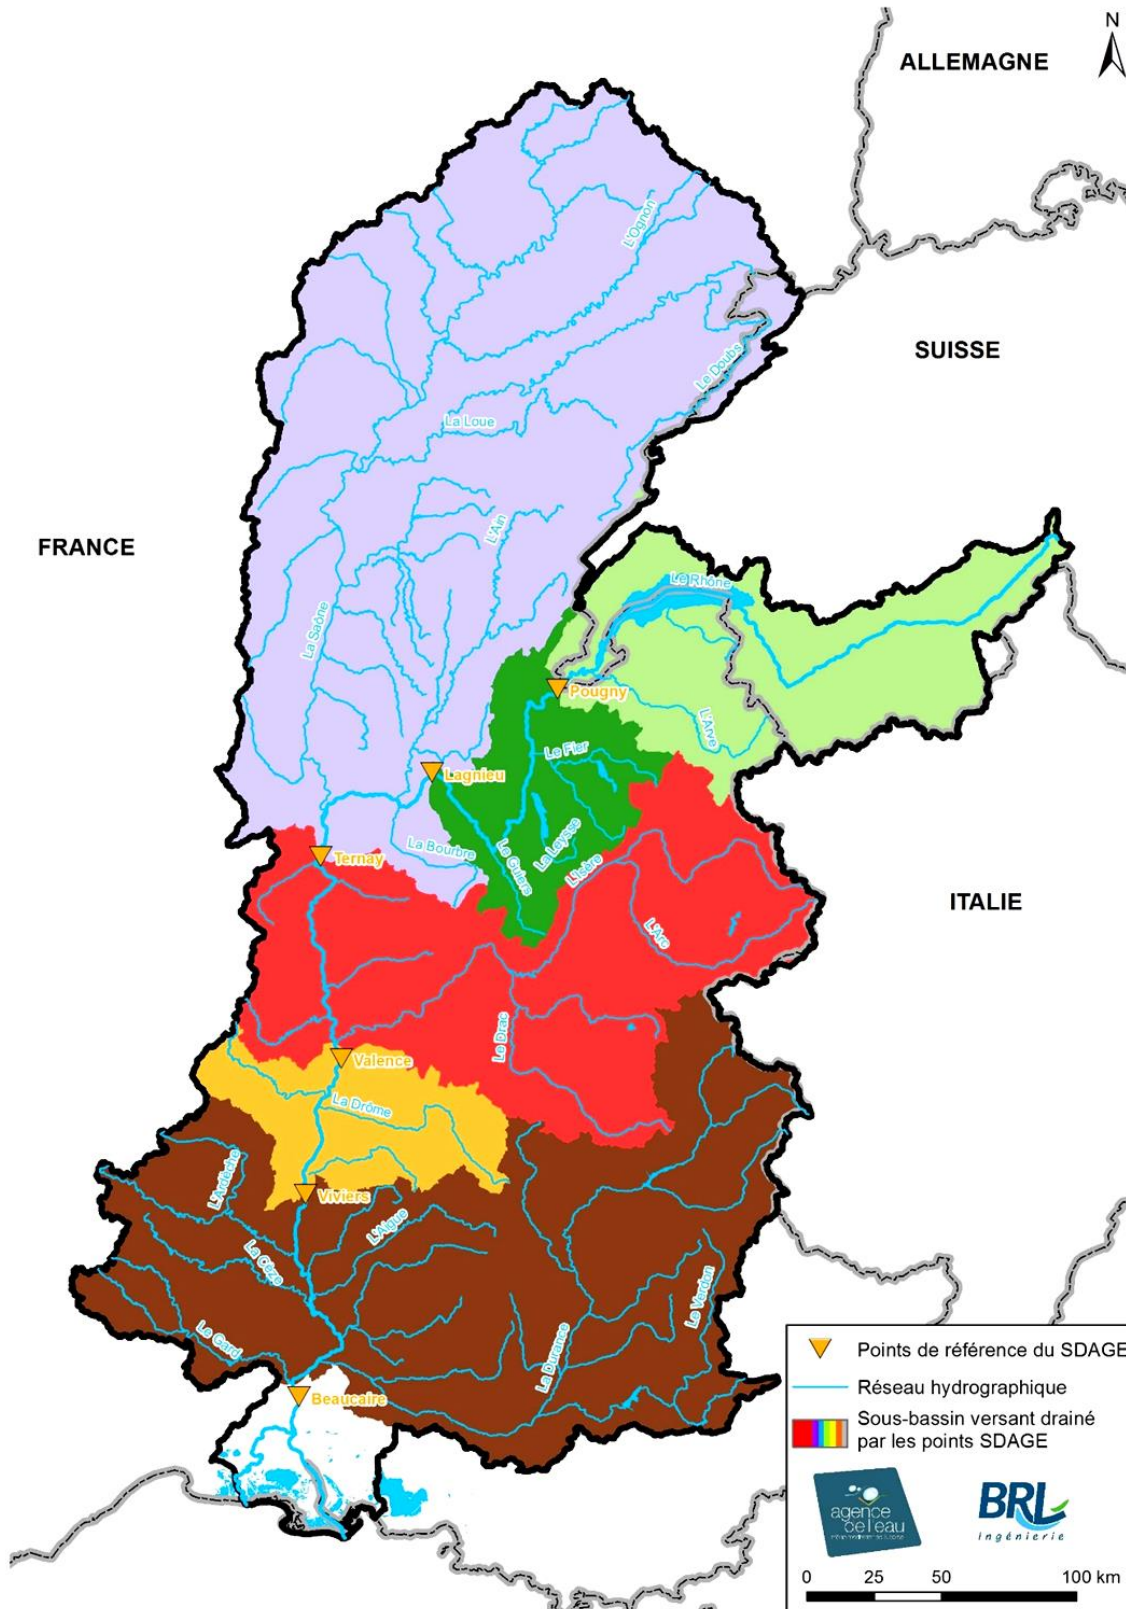 N
ALLEMAGNE
L'Ognon
SUISSE
Le Doubs
La Loue
L'Ain
FRANCE
Le Rhône
La Saône
Pougny
L'Arve
Le Fier
Lagnieu
La Bourbre
Le Guiers
La Leysse
L'Isère
Ternay
ITALIE
L'Arc
Le Drac
Valence
La Drôme
L'Ardèche
Viviers
L'Aigue
La Cèze
Le Verdon
Le Gard
La Durance
Beaucaire
Points de référence du SDAGE
Réseau hydrographique
Sous-bassin versant drainé
par les points SDAGE
agence
de l'eau
BRL
Ingénierie
0 25 50 100 km